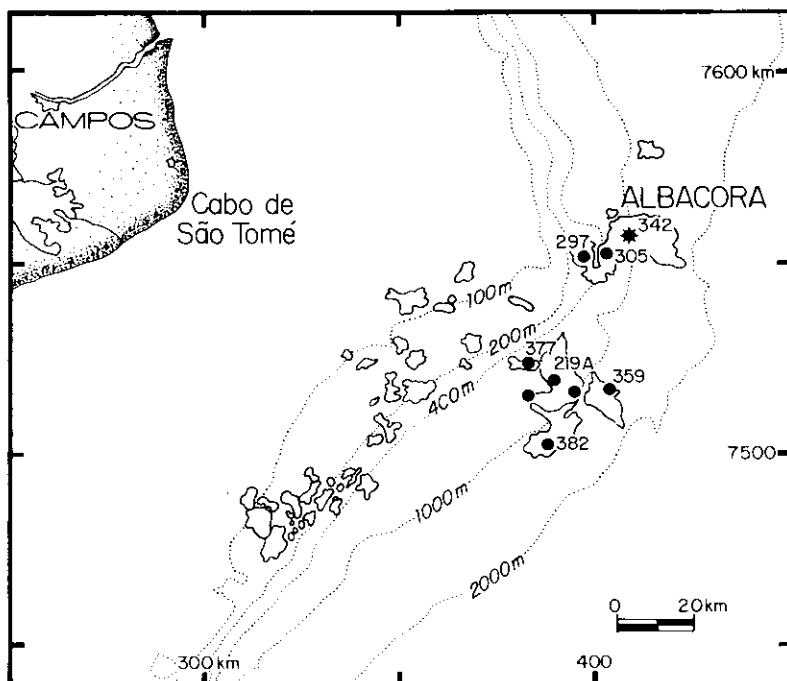 7600 km
CAMPOS
Cabo de
São Tomé
ALBACORA
342
297
305
100m
200m
400m
377
219A
359
382
7500
1000m
2000m
0 20km
300 km
400